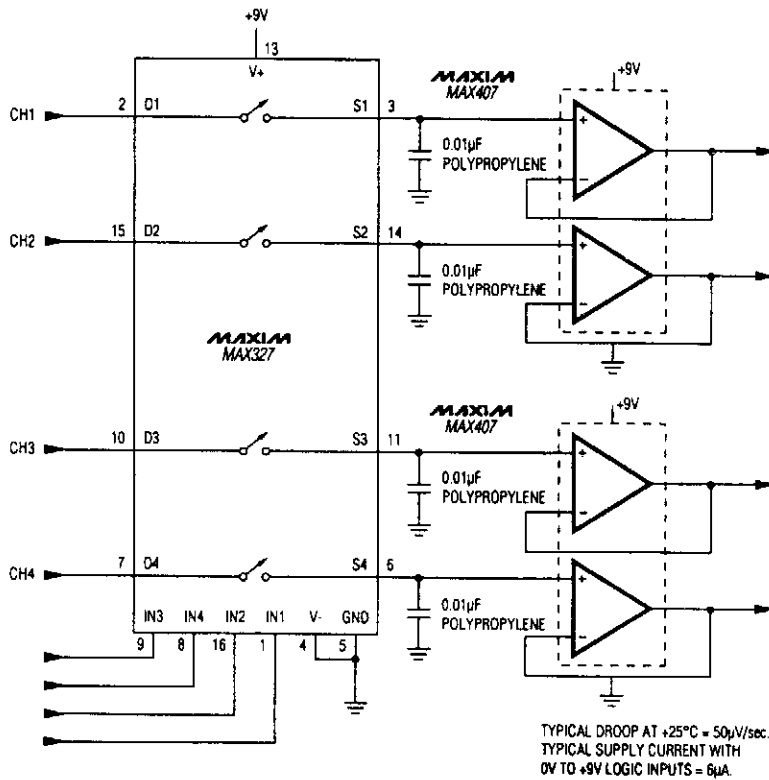 +9V
13
V+
MAXIM
MAX407
+9V
CH1
2
D1
S1
3
+
0.01µF
POLYPROPYLENE
−
CH2
15
D2
S2
14
+
0.01µF
POLYPROPYLENE
−
MAXIM
MAX327
MAXIM
MAX407
+9V
CH3
10
D3
S3
11
+
0.01µF
POLYPROPYLENE
−
CH4
7
D4
S4
6
+
0.01µF
POLYPROPYLENE
−
IN3 IN4 IN2 IN1 V- GND
9 8 16 1 4 5
TYPICAL DROOP AT +25°C = 50µV/sec.
TYPICAL SUPPLY CURRENT WITH
0V TO +9V LOGIC INPUTS = 6µA.